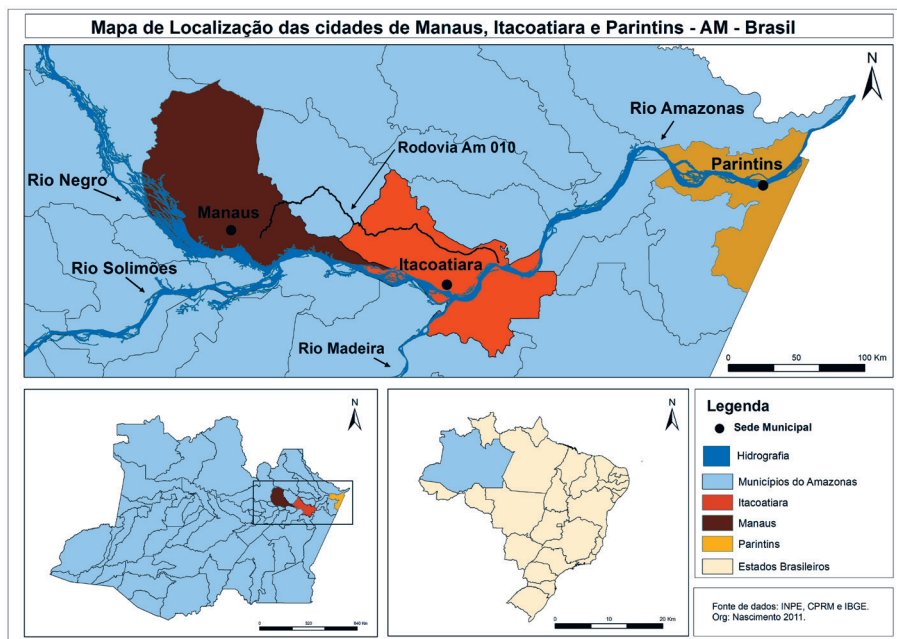 Mapa de Localização das cidades de Manaus, Itacoatiara e Parintins - AM - Brasil
N
Rio Amazonas
Rodovia Am 010
Parintins
Rio Negro
Manaus
Rio Solimões
Itacoatiara
Rio Madeira
0 50 100 Km
N
N
Legenda
Sede Municipal
Hidrografia
Municípios do Amazonas
Itacoatiara
Manaus
Parintins
Estados Brasileiros
0 10 20 Km
Fonte de dados: INPE, CPRM e IBGE.
Org: Nascimento 2011.